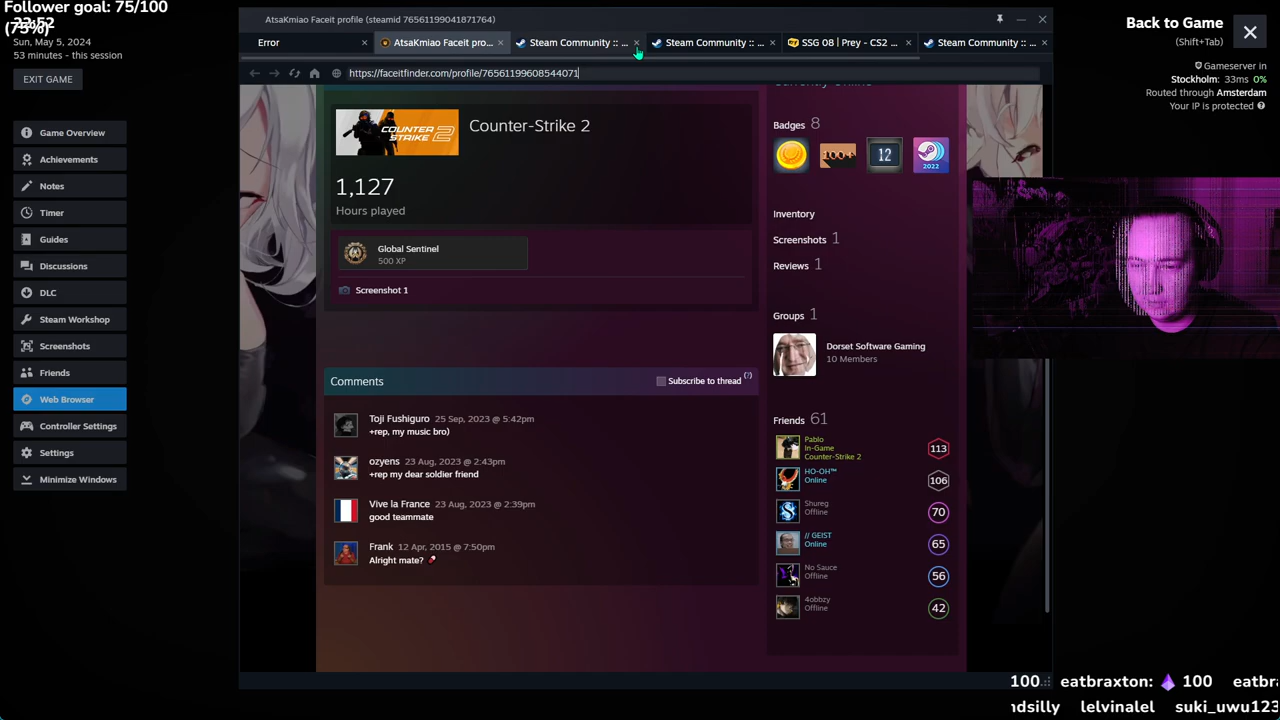 Follower goal: 75/100
(75%)
Sun, May 5, 2024
53 minutes - this session
EXIT GAME
Game Overview
Achievements
Notes
Timer
Guides
Discussions
DLC
Steam Workshop
Screenshots
Friends
Web Browser
Controller Settings
Settings
Minimize Windows
AtsaKmiao Faceit profile (steamid 76561199041871764)
Error
AtsaKmiao Faceit pro...
Steam Community :: ...
Steam Community :: ...
SSG 08 | Prey - CS2 ...
Steam Community :: ...
https://faceitfinder.com/profile/76561199608544071
COUNTER
STRIKE 2
Counter-Strike 2
1,127
Hours played
Global Sentinel
500 XP
Screenshot 1
Comments
Subscribe to thread (?)
Toji Fushiguro 25 Sep, 2023 @ 5:42pm
+rep, my music bro)
ozyens 23 Aug, 2023 @ 2:43pm
+rep my dear soldier friend
Vive la France 23 Aug, 2023 @ 2:39pm
good teammate
Frank 12 Apr, 2015 @ 7:50pm
Alright mate?
Badges 8
100+
12
2022
Inventory
Screenshots 1
Reviews 1
Groups 1
Dorset Software Gaming
10 Members
Friends 61
Pablo
In-Game
Counter-Strike 2
113
HO-OH™
Online
106
Shureg
Offline
70
// GEIST
Online
65
No Sauce
Offline
56
4obbzy
Offline
42
Back to Game
(Shift+Tab)
Gameserver in
Stockholm: 33ms 0%
Routed through Amsterdam
Your IP is protected
100 eatbraxton: 100 eatbr
ndsilly lelvinalel suki_uwu123